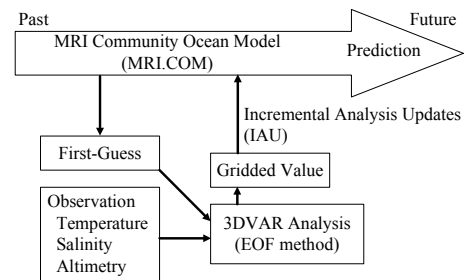 Past
Future
MRI Community Ocean Model
(MRI.COM)
Prediction
Incremental Analysis Updates
(IAU)
First-Guess
Gridded Value
Observation
Temperature
Salinity
Altimetry
3DVAR Analysis
(EOF method)